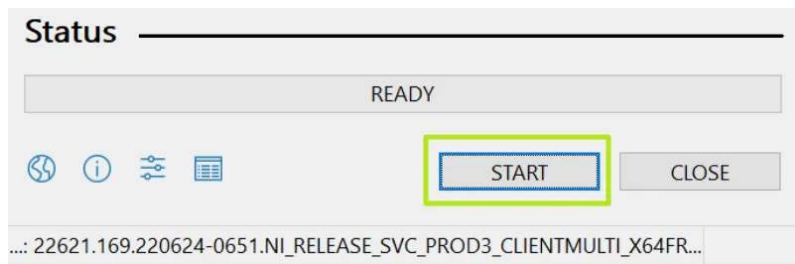 Status
READY
START
CLOSE
...: 22621.169.220624-0651.NI_RELEASE_SVC_PROD3_CLIENTMULTI_X64FR...